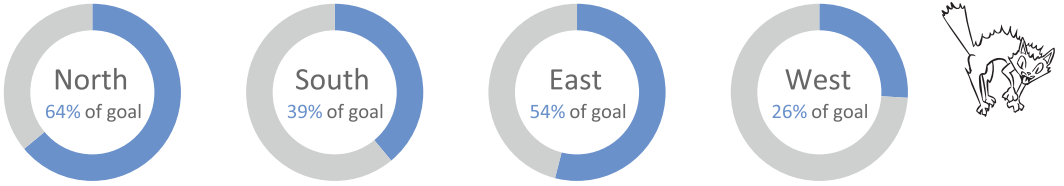 North
64% of goal
South
39% of goal
East
54% of goal
West
26% of goal